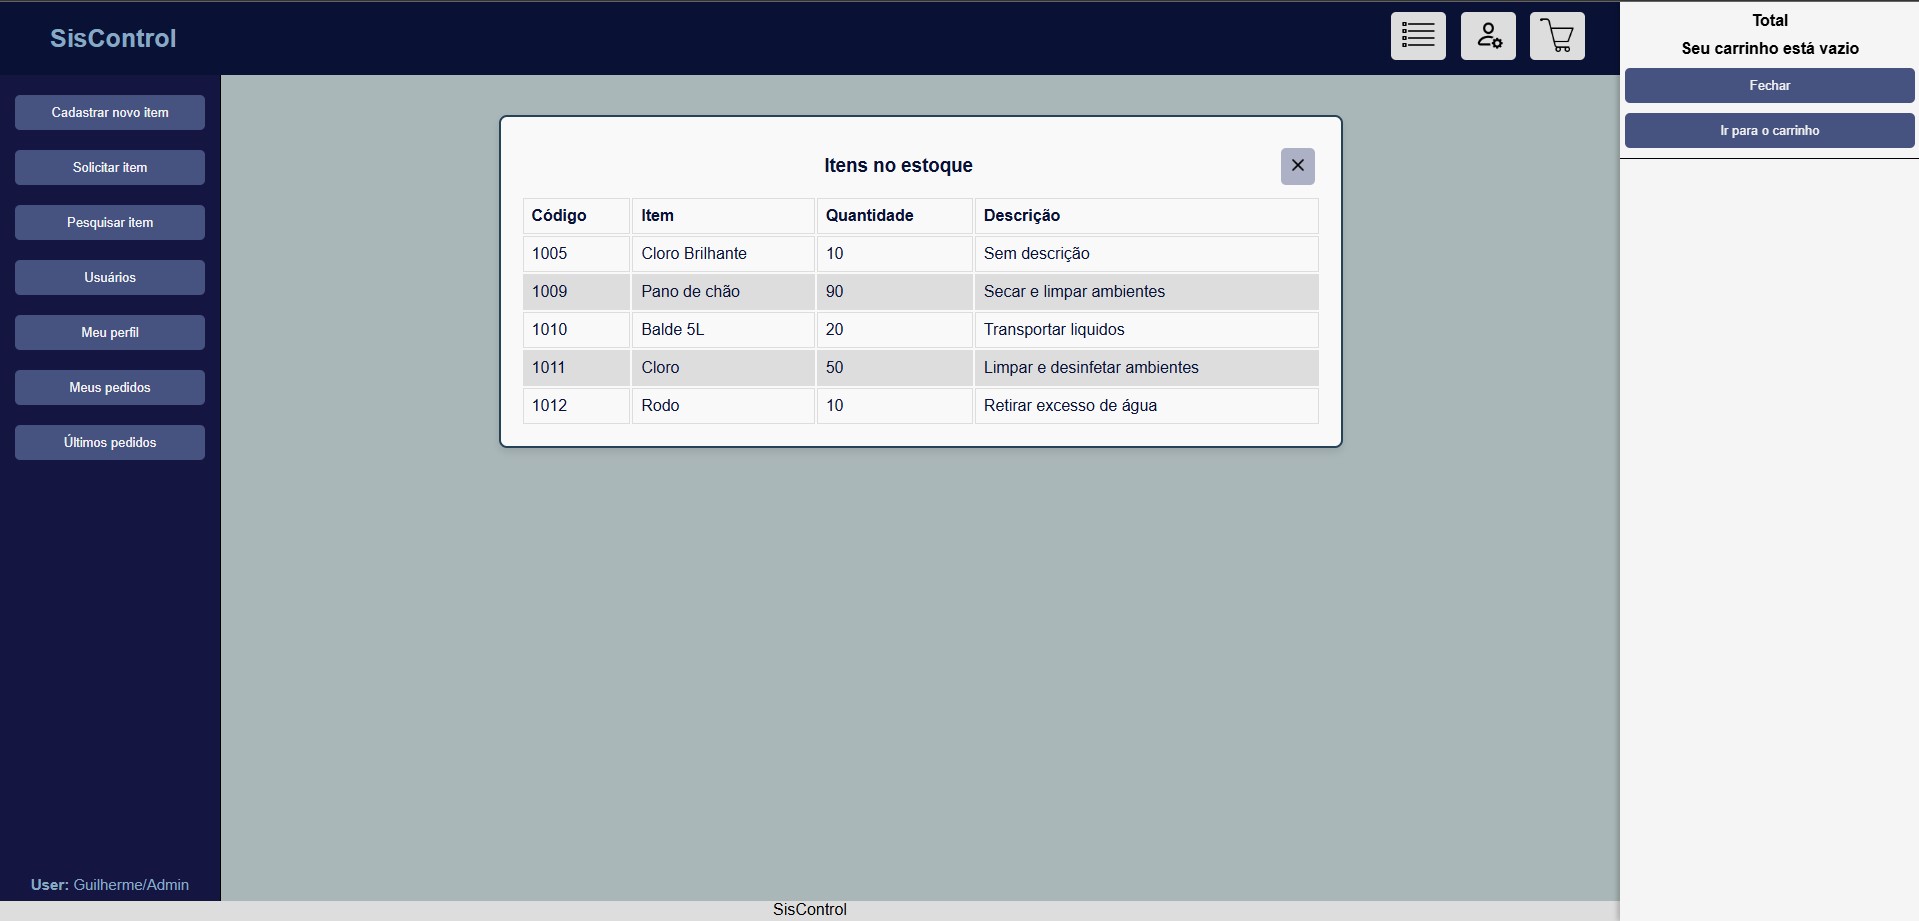 SisControl
Total
Seu carrinho está vazio
Fechar
Ir para o carrinho
Cadastrar novo item
Solicitar item
Pesquisar item
Usuários
Meu perfil
Meus pedidos
Últimos pedidos
User: Guilherme/Admin
Itens no estoque
Código Item Quantidade Descrição
1005 Cloro Brilhante 10 Sem descrição
1009 Pano de chão 90 Secar e limpar ambientes
1010 Balde 5L 20 Transportar liquidos
1011 Cloro 50 Limpar e desinfetar ambientes
1012 Rodo 10 Retirar excesso de água
SisControl